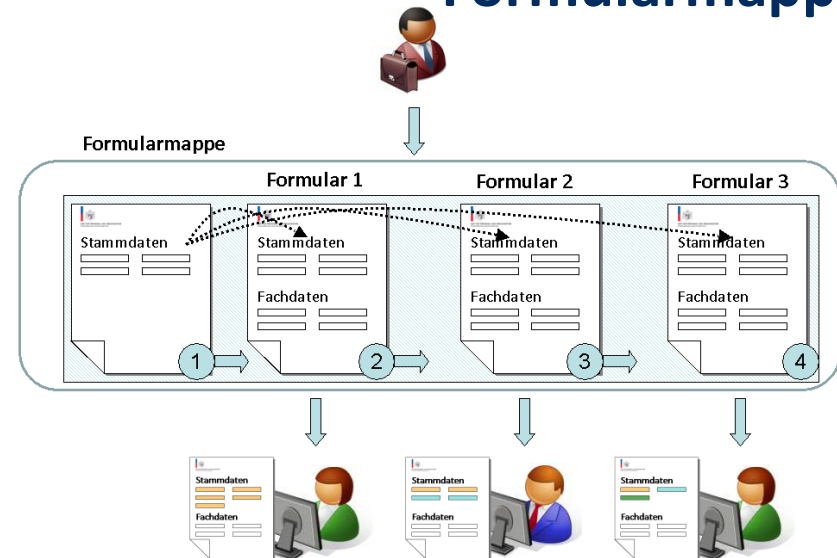 Formularmapp
Formularmappe
Formular 1
Formular 2
Formular 3
Stammdaten
Stammdaten
Stammdaten
Stammdaten
Fachdaten
Fachdaten
Fachdaten
1
2
3
4
Stammdaten
Stammdaten
Stammdaten
Fachdaten
Fachdaten
Fachdaten